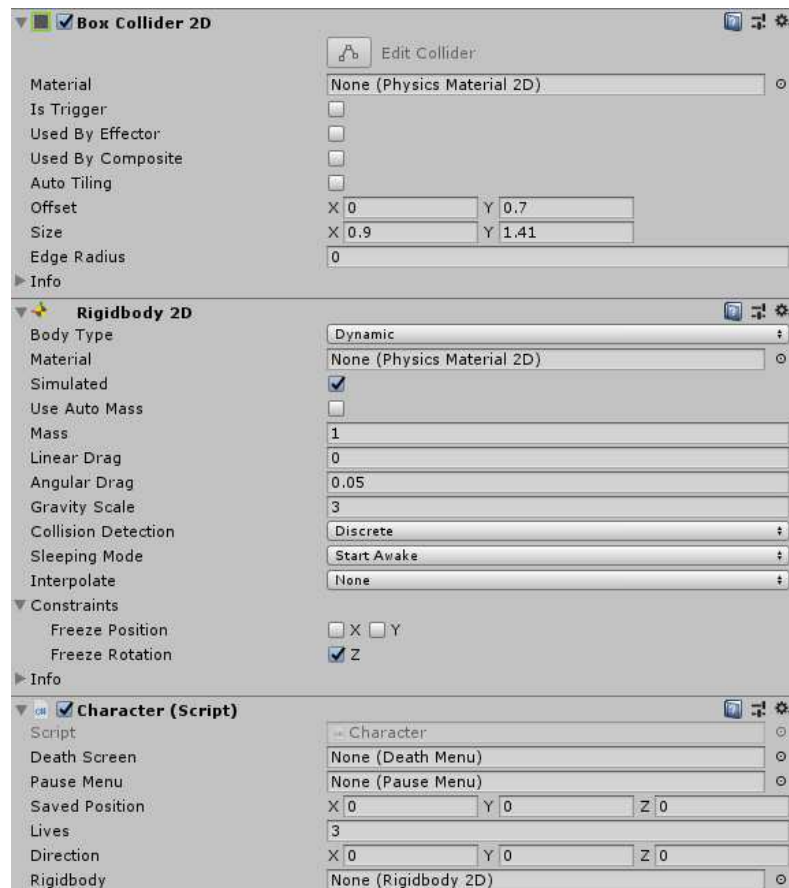 Box Collider 2D
Edit Collider
Material None (Physics Material 2D)
Is Trigger
Used By Effector
Used By Composite
Auto Tiling
Offset X 0 Y 0.7
Size X 0.9 Y 1.41
Edge Radius 0
Info
Rigidbody 2D
Body Type Dynamic
Material None (Physics Material 2D)
Simulated
Use Auto Mass
Mass 1
Linear Drag 0
Angular Drag 0.05
Gravity Scale 3
Collision Detection Discrete
Sleeping Mode Start Awake
Interpolate None
Constraints
Freeze Position X Y
Freeze Rotation Z
Info
Character (Script)
Script Character
Death Screen None (Death Menu)
Pause Menu None (Pause Menu)
Saved Position X 0 Y 0 Z 0
Lives 3
Direction X 0 Y 0 Z 0
Rigidbody None (Rigidbody 2D)